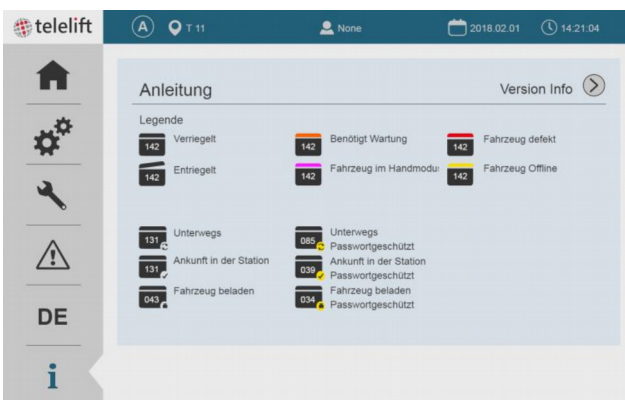 telelift
A
T 11
None
2018.02.01
14:21:04
Anleitung
Version Info
Legende
142 Verriegelt
142 Benötigt Wartung
142 Fahrzeug defekt
142 Entriegelt
142 Fahrzeug im Handmodu
142 Fahrzeug Offline
131 Unterwegs
085 Unterwegs
Passwortgeschützt
131 Ankunft in der Station
039 Ankunft in der Station
Passwortgeschützt
043 Fahrzeug beladen
034 Fahrzeug beladen
Passwortgeschützt
DE
i